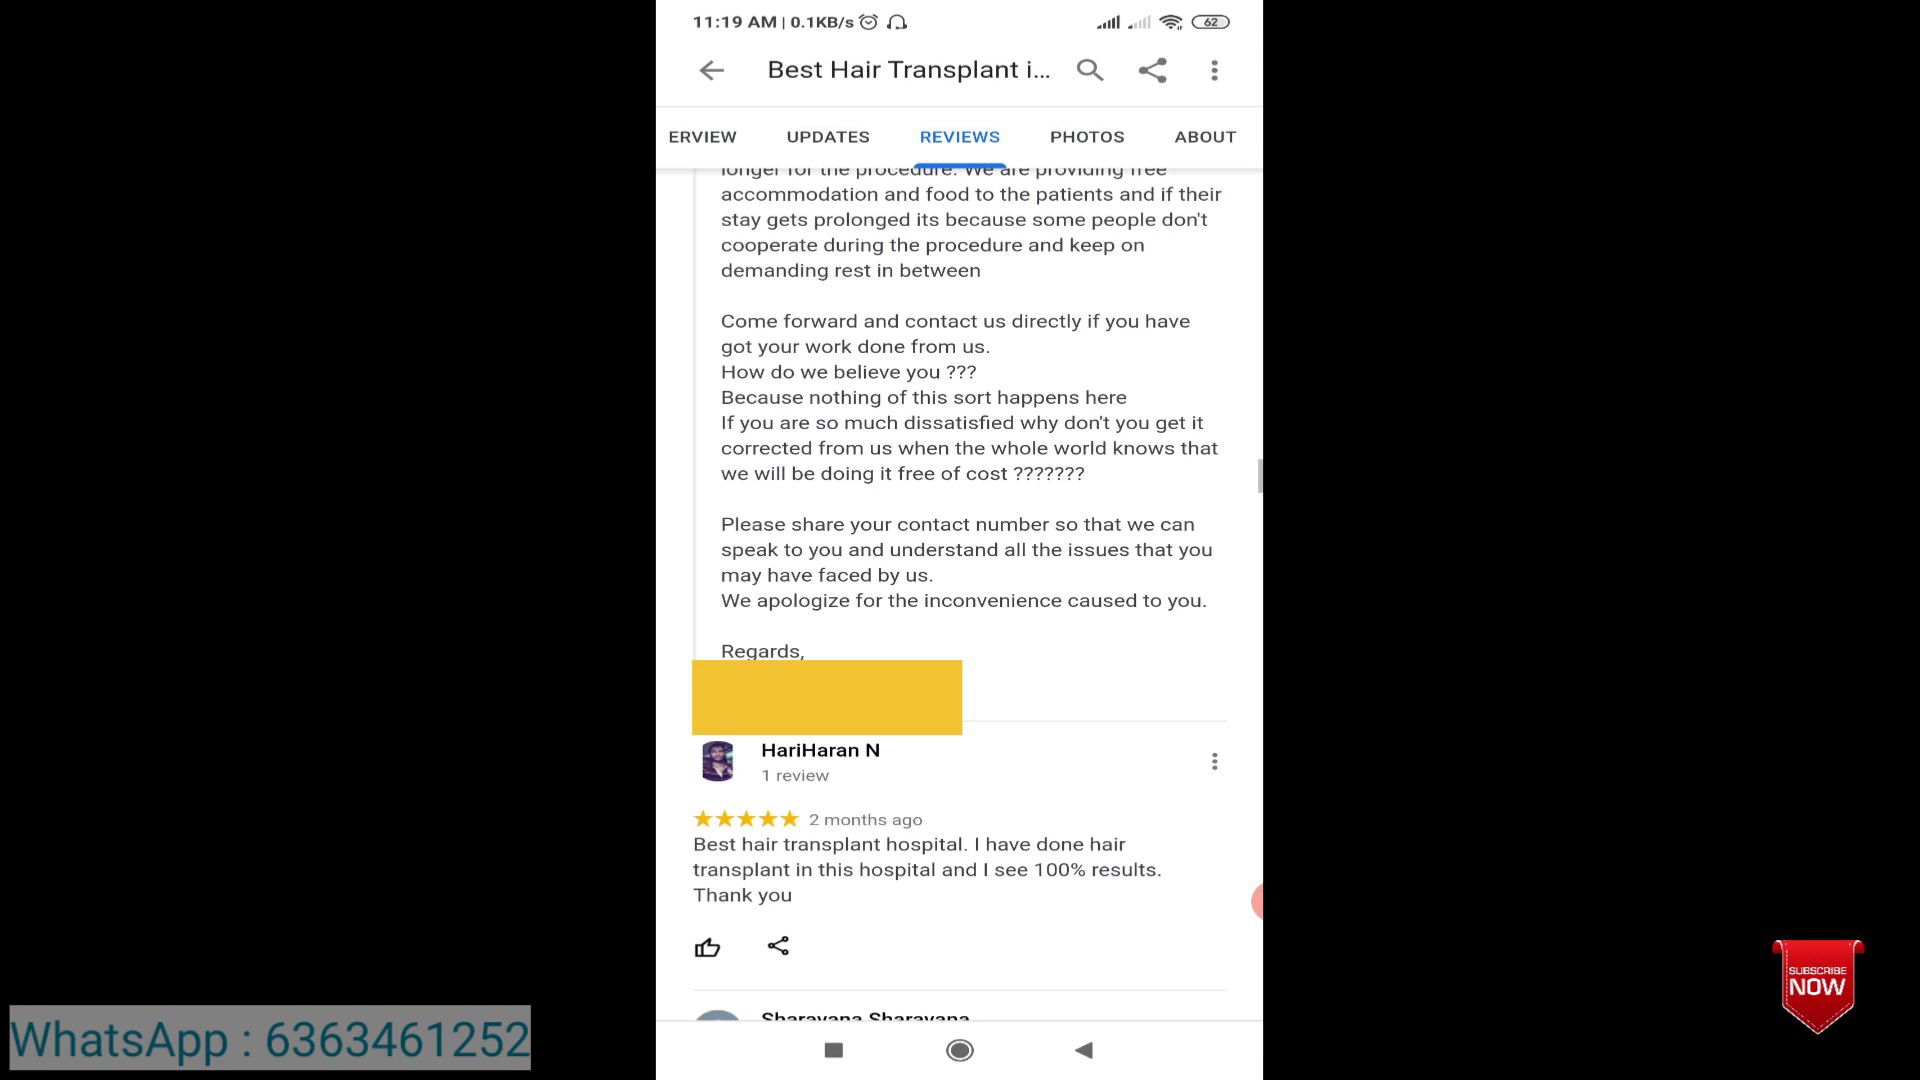 11:19 AM | 0.1KB/s
62
Best Hair Transplant i...
ERVIEW
UPDATES
REVIEWS
PHOTOS
ABOUT
longer for the procedure. We are providing free
accommodation and food to the patients and if their
stay gets prolonged its because some people don't
cooperate during the procedure and keep on
demanding rest in between
Come forward and contact us directly if you have
got your work done from us.
How do we believe you ???
Because nothing of this sort happens here
If you are so much dissatisfied why don't you get it
corrected from us when the whole world knows that
we will be doing it free of cost ???????
Please share your contact number so that we can
speak to you and understand all the issues that you
may have faced by us.
We apologize for the inconvenience caused to you.
Regards,
HariHaran N
1 review
2 months ago
Best hair transplant hospital. I have done hair
transplant in this hospital and I see 100% results.
Thank you
Sharavana Sharavana
WhatsApp : 6363461252
SUBSCRIBE
NOW